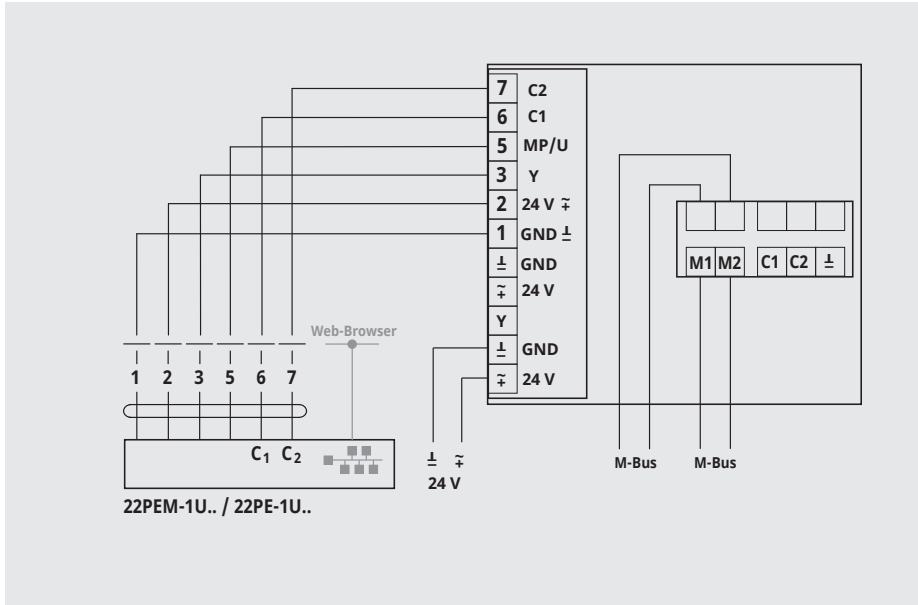 7 C2
6 C1
5 MP/U
3 Y
2 24 V
1 GND
GND
24 V
Y
GND
24 V
M1 M2 C1 C2
Web-Browser
1 2 3 5 6 7
C1 C2
24 V
M-Bus M-Bus
22PEM-1U.. / 22PE-1U..